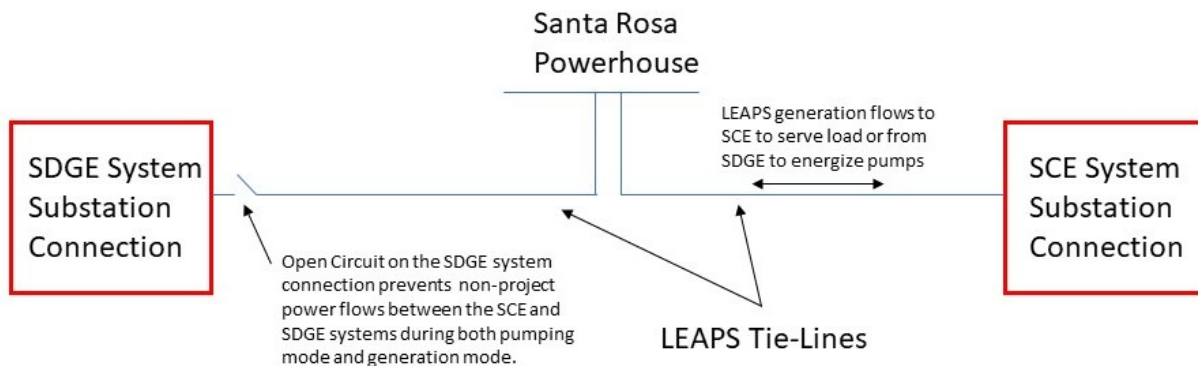 Santa Rosa
Powerhouse
LEAPS generation flows to
SCE to serve load or from
SDGE to energize pumps
SDGE System
Substation
Connection
SCE System
Substation
Connection
Open Circuit on the SDGE system
connection prevents non-project
power flows between the SCE and
SDGE systems during both pumping
mode and generation mode.
LEAPS Tie-Lines